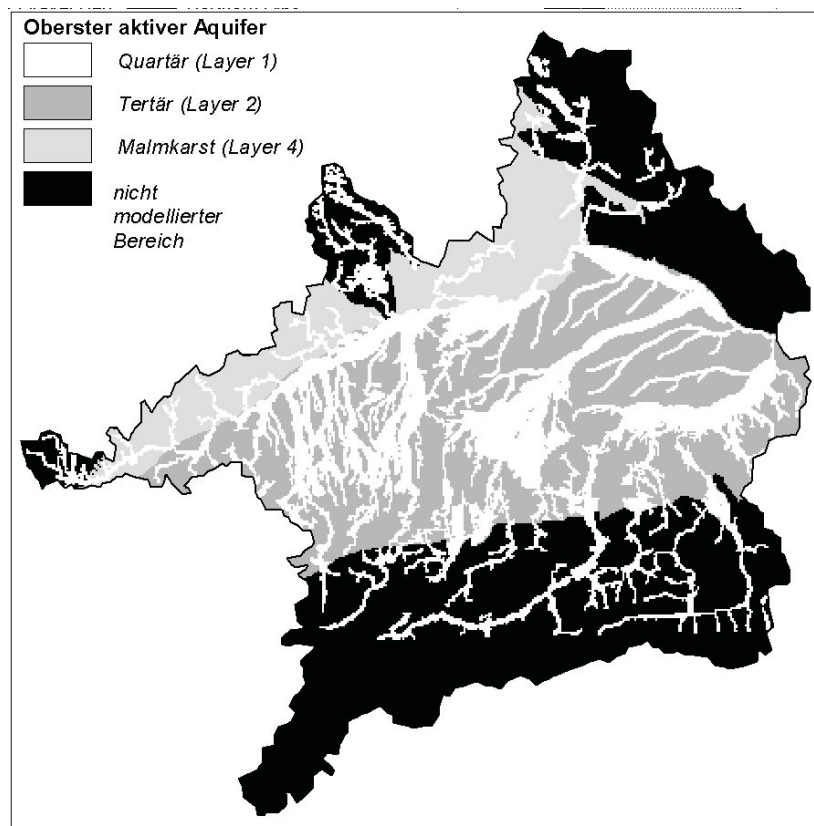 Oberster aktiver Aquifer
Quartär (Layer 1)
Tertär (Layer 2)
Malmkarst (Layer 4)
nicht
modellierter
Bereich